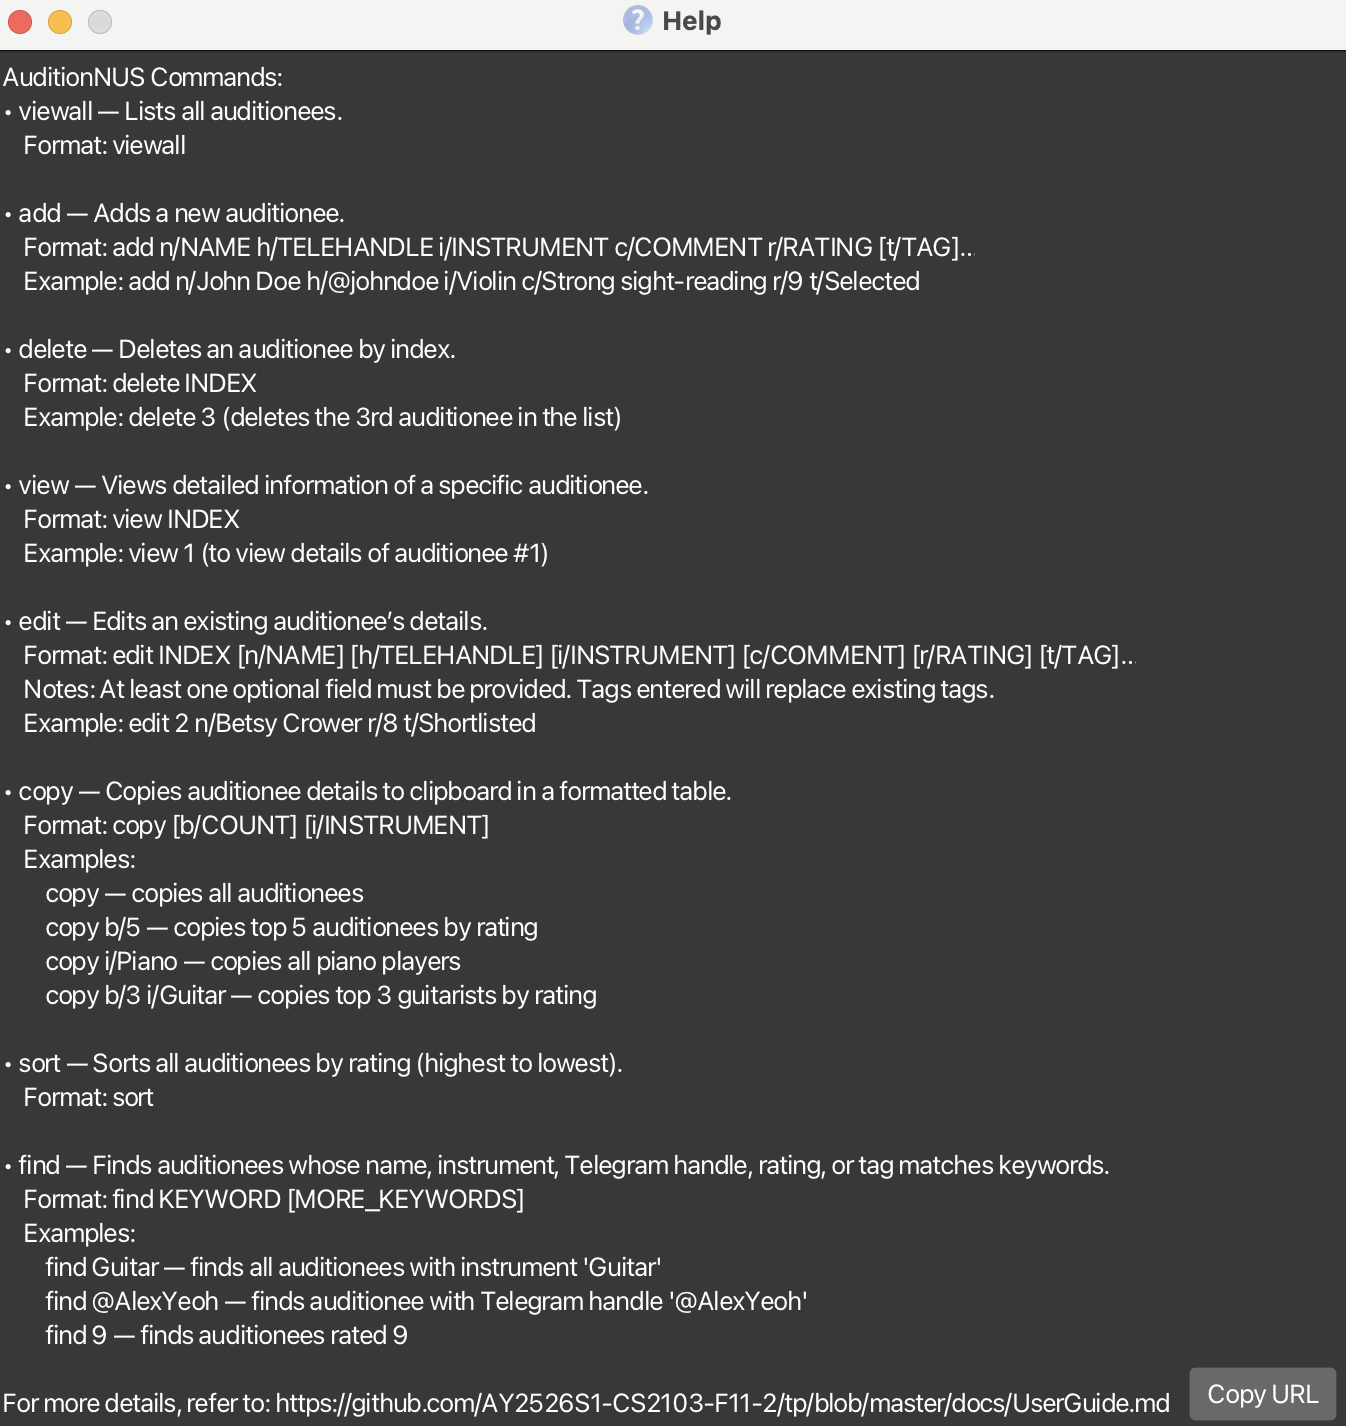 Help
AuditionNUS Commands:
• viewall — Lists all auditionees.
Format: viewall
• add — Adds a new auditionee.
Format: add n/NAME h/TELEHANDLE i/INSTRUMENT c/COMMENT r/RATING [t/TAG]...
Example: add n/John Doe h/@johndoe i/Violin c/Strong sight-reading r/9 t/Selected
• delete — Deletes an auditionee by index.
Format: delete INDEX
Example: delete 3 (deletes the 3rd auditionee in the list)
• view — Views detailed information of a specific auditionee.
Format: view INDEX
Example: view 1 (to view details of auditionee #1)
• edit — Edits an existing auditionee’s details.
Format: edit INDEX [n/NAME] [h/TELEHANDLE] [i/INSTRUMENT] [c/COMMENT] [r/RATING] [t/TAG]...
Notes: At least one optional field must be provided. Tags entered will replace existing tags.
Example: edit 2 n/Betsy Crower r/8 t/Shortlisted
• copy — Copies auditionee details to clipboard in a formatted table.
Format: copy [b/COUNT] [i/INSTRUMENT]
Examples:
copy — copies all auditionees
copy b/5 — copies top 5 auditionees by rating
copy i/Piano — copies all piano players
copy b/3 i/Guitar — copies top 3 guitarists by rating
• sort — Sorts all auditionees by rating (highest to lowest).
Format: sort
• find — Finds auditionees whose name, instrument, Telegram handle, rating, or tag matches keywords.
Format: find KEYWORD [MORE_KEYWORDS]
Examples:
find Guitar — finds all auditionees with instrument 'Guitar'
find @AlexYeoh — finds auditionee with Telegram handle '@AlexYeoh'
find 9 — finds auditionees rated 9
For more details, refer to: https://github.com/AY2526S1-CS2103-F11-2/tp/blob/master/docs/UserGuide.md
Copy URL